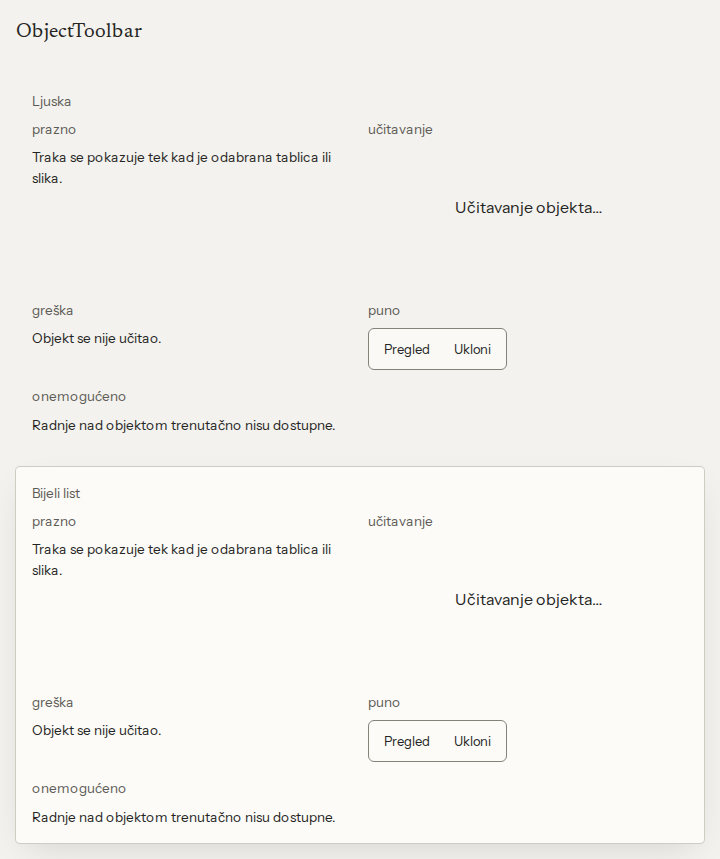 ObjectToolbar
Ljuska
prazno
učitavanje
Traka se pokazuje tek kad je odabrana tablica ili
slika.
Učitavanje objekta…
greška
puno
Objekt se nije učitao.
Pregled Ukloni
onemogućeno
Radnje nad objektom trenutačno nisu dostupne.
Bijeli list
prazno
učitavanje
Traka se pokazuje tek kad je odabrana tablica ili
slika.
Učitavanje objekta…
greška
puno
Objekt se nije učitao.
Pregled Ukloni
onemogućeno
Radnje nad objektom trenutačno nisu dostupne.